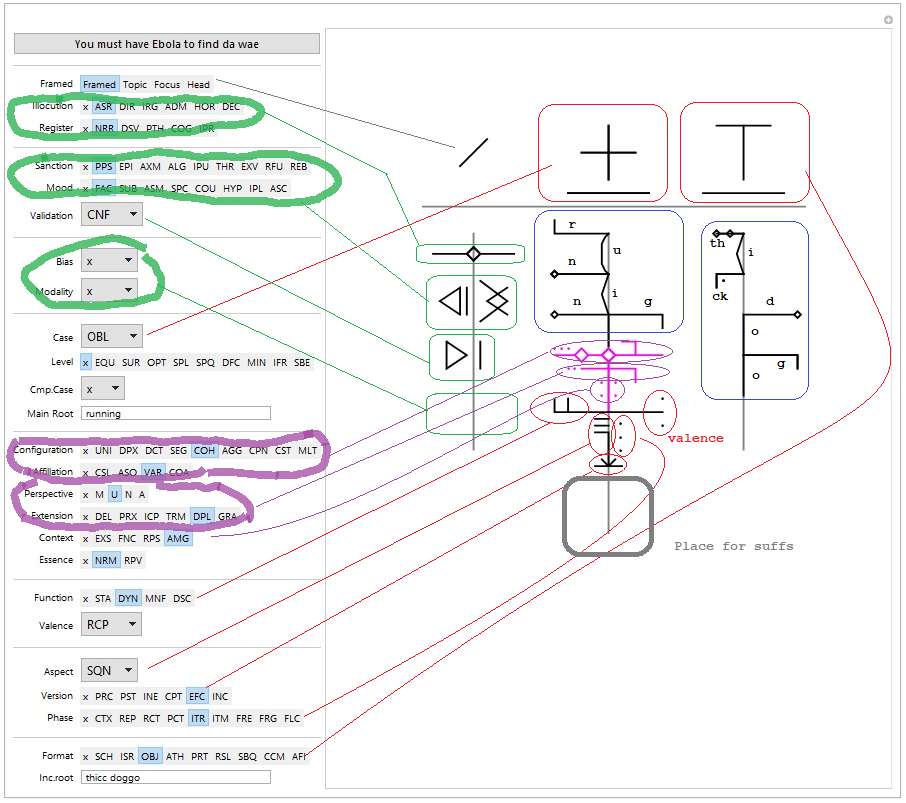 You must have Ebola to find da wae
Framed Framed Topic Focus Head
Illocution x ASR DIR IRG ADM HOR DEC
Register x NRR DSV PTH COG IPR
Sanction x PPS EPI AXM ALG IPU THR EXV RFU REB
Mood x FAC SUB ASM SPC COU HYP IPL ASC
Validation CNF
Bias x
Modality x
Case OBL
Level x EQU SUR OPT SPL SPQ DFC MIN IFR SBE
Cmp.Case x
Main Root running
Configuration x UNI DPX DCT SEG COH AGG CPN CST MLT
Affiliation x CSL ASO VAR COA
Perspective x M U N A
Extension x DEL PRX ICP TRM DPL GRA
Context x EXS FNC RPS AMG
Essence x NRM RPV
Function x STA DYN MNF DSC
Valence RCP
Aspect SQN
Version x PRC PST INE CPT EFC INC
Phase x CTX REP RCT PCT ITR ITM FRE FRG FLC
Format x SCH ISR OBJ ATH PRT RSL SBQ CCM AFI
Inc.root thicc doggo
r
u
n
n i g
th
i
ck
d
o
g
o
valence
Place for suffs